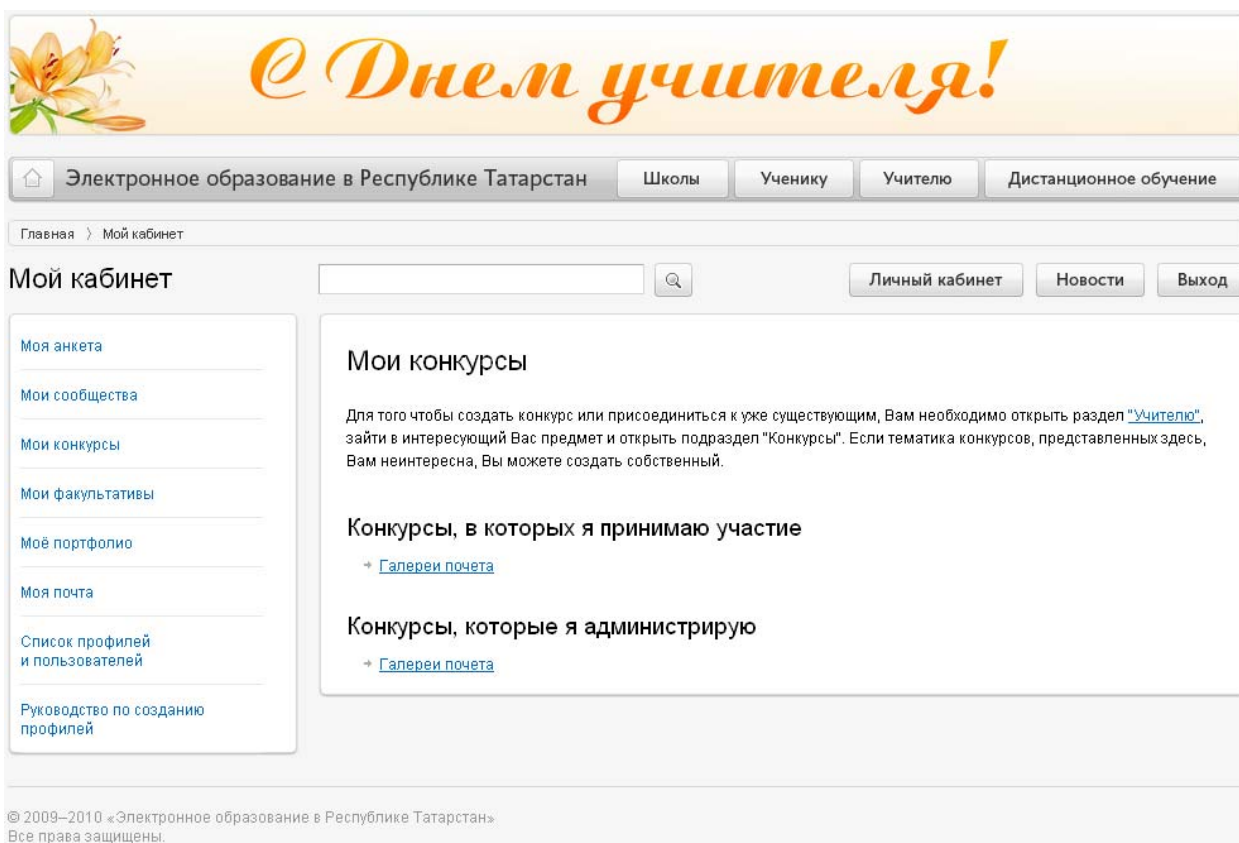 С Днем учителя!
Электронное образование в Республике Татарстан
Школы
Ученику
Учителю
Дистанционное обучение
Главная 〉 Мой кабинет
Мой кабинет
Личный кабинет
Новости
Выход
Моя анкета
Мои сообщества
Мои конкурсы
Мои факультативы
Моё портфолио
Моя почта
Список профилей
и пользователей
Руководство по созданию
профилей
Мои конкурсы
Для того чтобы создать конкурс или присоединиться к уже существующим, Вам необходимо открыть раздел "Учителю",
зайти в интересующий Вас предмет и открыть подраздел "Конкурсы". Если тематика конкурсов, представленных здесь,
Вам неинтересна, Вы можете создать собственный.
Конкурсы, в которых я принимаю участие
Галереи почета
Конкурсы, которые я администрирую
Галереи почета
© 2009–2010 «Электронное образование в Республике Татарстан»
Все права защищены.